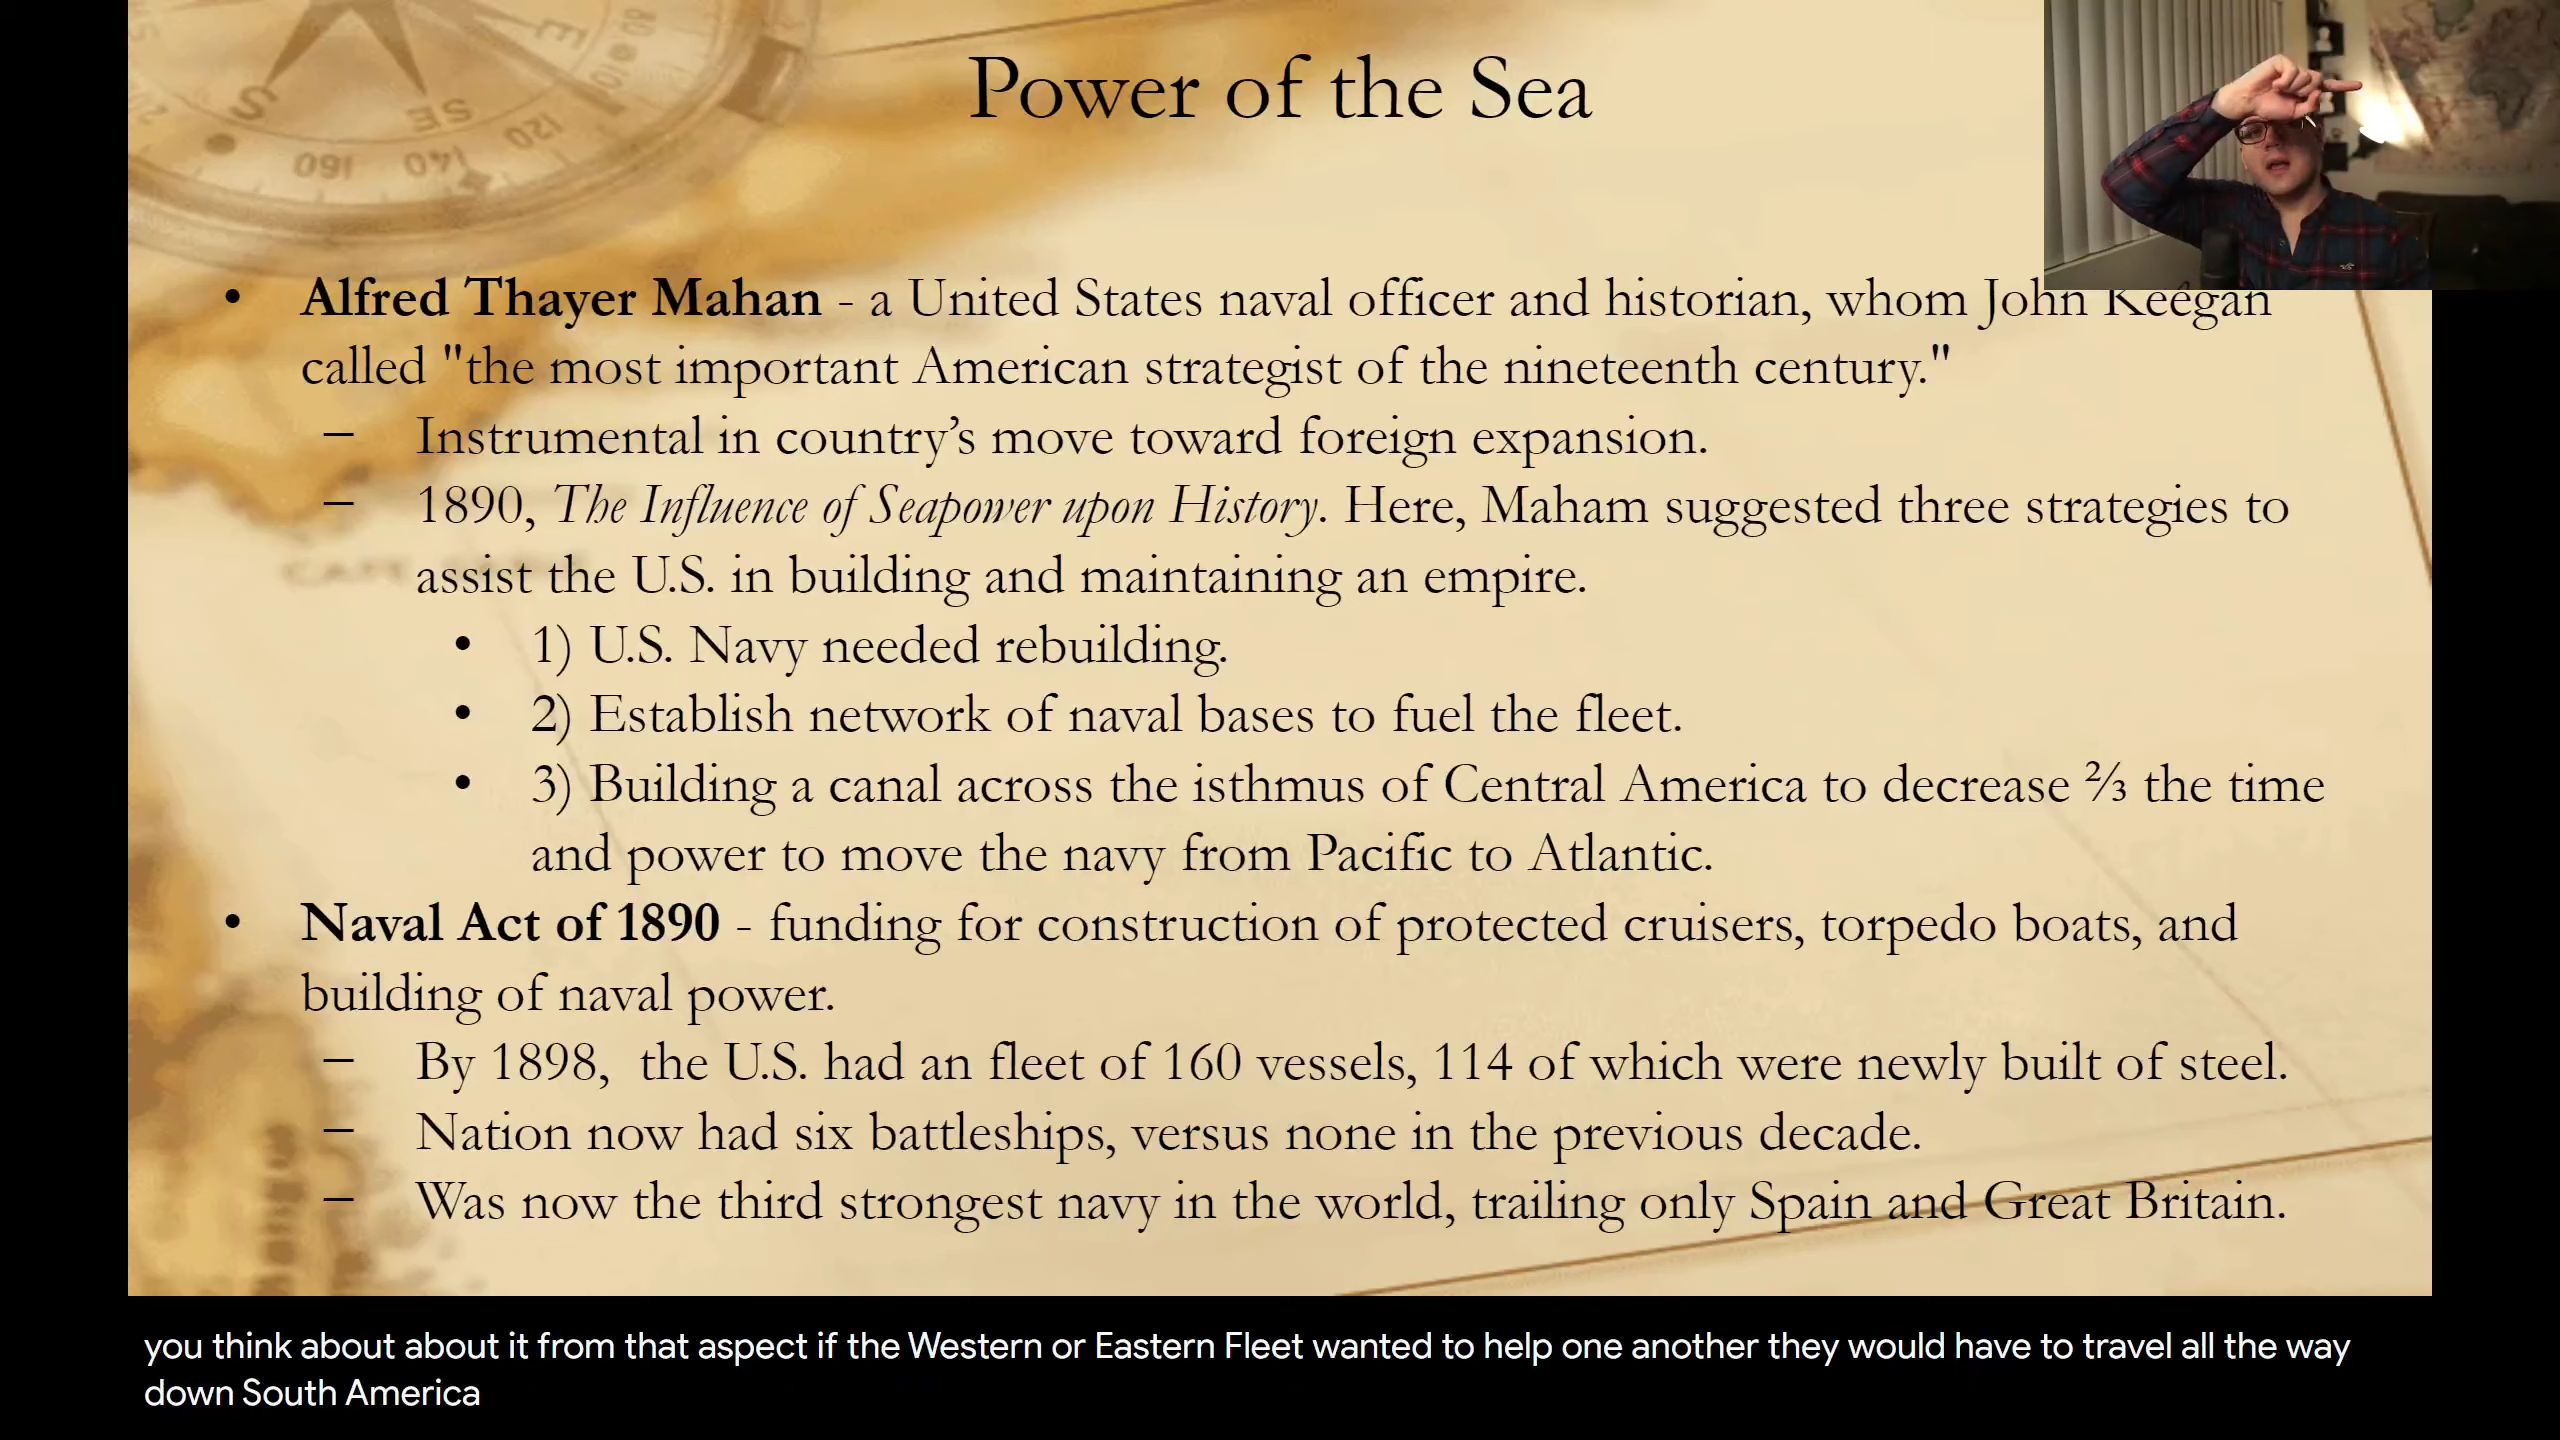 Power of the Sea
• Alfred Thayer Mahan - a United States naval officer and historian, whom John Keegan
called "the most important American strategist of the nineteenth century."
– Instrumental in country’s move toward foreign expansion.
– 1890, The Influence of Seapower upon History. Here, Maham suggested three strategies to
assist the U.S. in building and maintaining an empire.
• 1) U.S. Navy needed rebuilding.
• 2) Establish network of naval bases to fuel the fleet.
• 3) Building a canal across the isthmus of Central America to decrease ⅔ the time
and power to move the navy from Pacific to Atlantic.
• Naval Act of 1890 - funding for construction of protected cruisers, torpedo boats, and
building of naval power.
– By 1898, the U.S. had an fleet of 160 vessels, 114 of which were newly built of steel.
– Nation now had six battleships, versus none in the previous decade.
– Was now the third strongest navy in the world, trailing only Spain and Great Britain.
you think about about it from that aspect if the Western or Eastern Fleet wanted to help one another they would have to travel all the way
down South America
S
SE
E
160
140
120